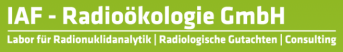 IAF - Radioökologie GmbH
Labor für Radionuklidanalytik | Radiologische Gutachten | Consulting